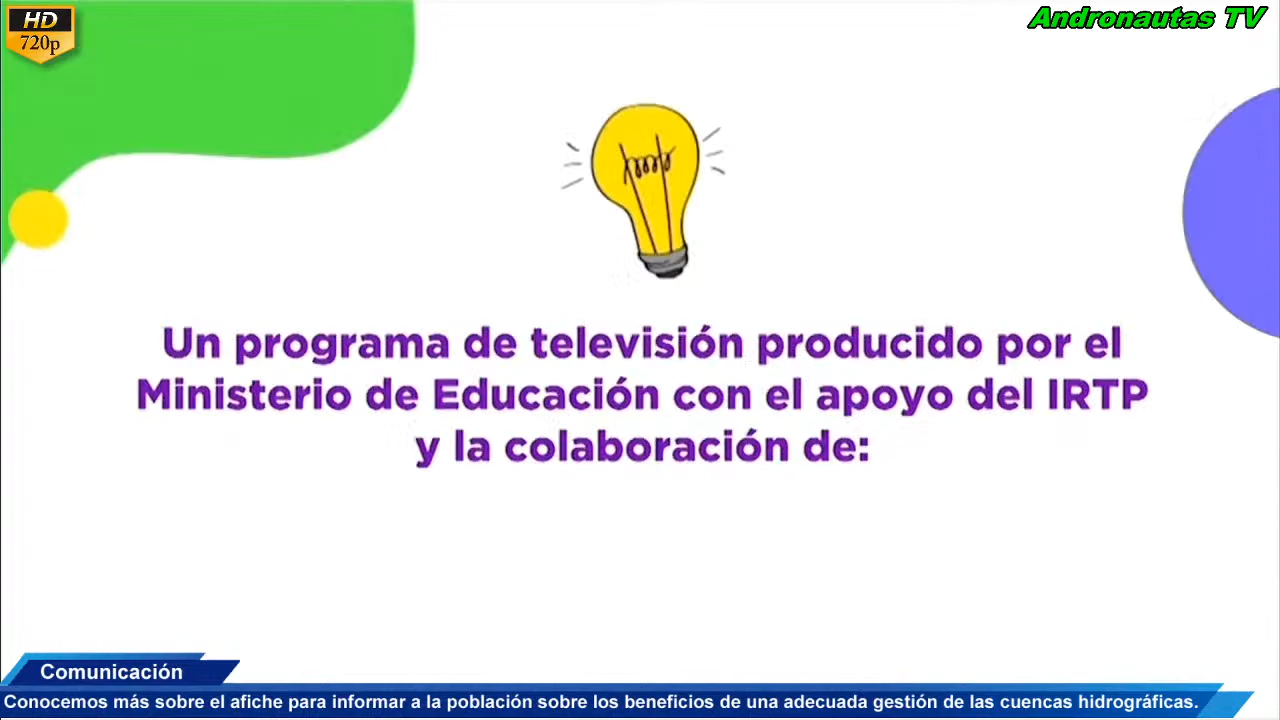 HD
720p
Andronautas TV
Un programa de televisión producido por el
Ministerio de Educación con el apoyo del IRTP
y la colaboración de:
Comunicación
Conocemos más sobre el afiche para informar a la población sobre los beneficios de una adecuada gestión de las cuencas hidrográficas.